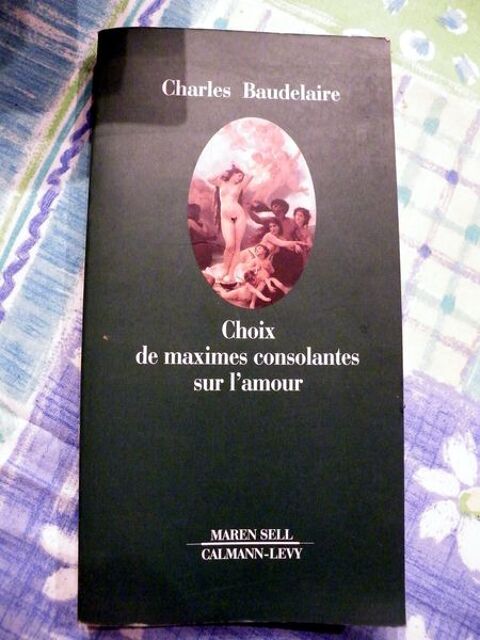 Charles Baudelaire
Choix
de maximes consolantes
sur l'amour
MAREN SELL
CALMANN-LEVY